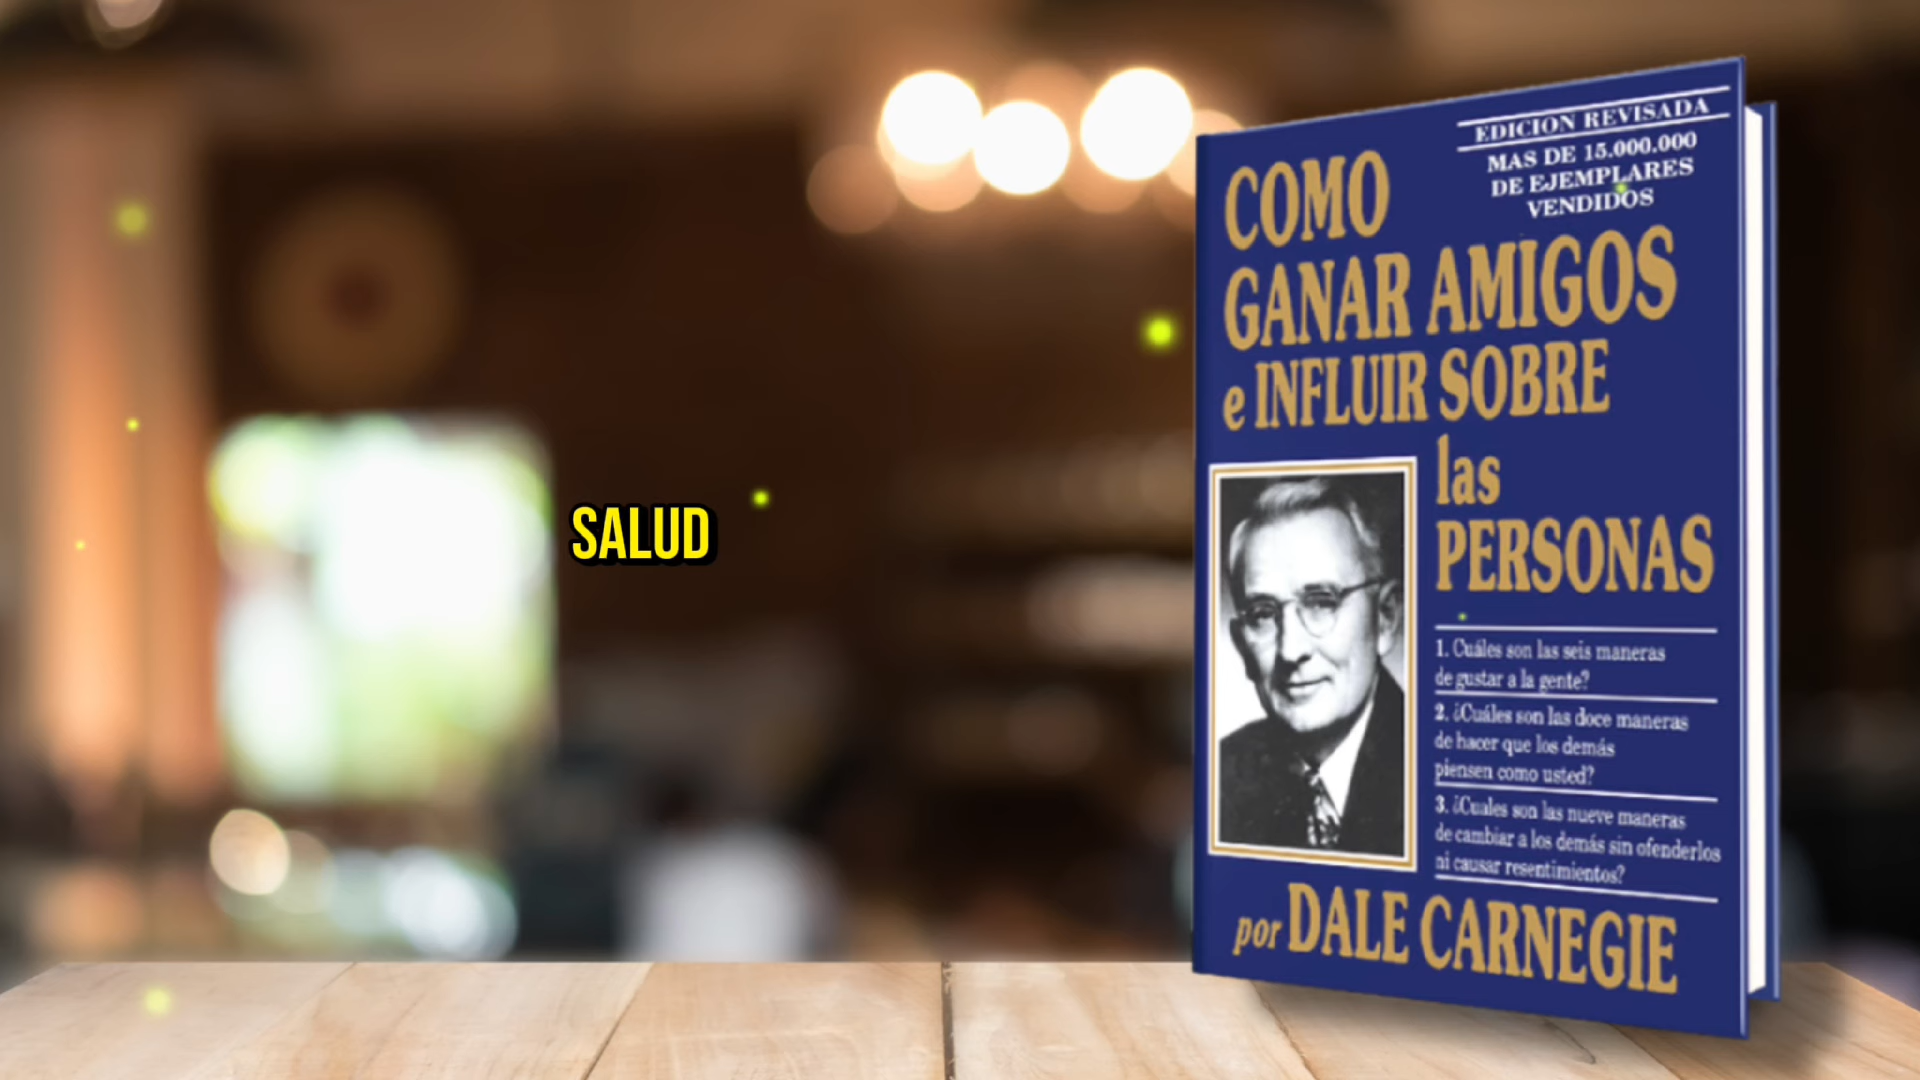 SALUD
EDICION REVISADA
MAS DE 15.000.000
DE EJEMPLARES
VENDIDOS
COMO
GANAR AMIGOS
e INFLUIR SOBRE
las
PERSONAS
1. Cuáles son las seis maneras
de gustar a la gente?
2. ¿Cuáles son las doce maneras
de hacer que los demás
piensen como usted?
3. ¿Cuales son las nueve maneras
de cambiar a los demás sin ofenderlos
ni causar resentimientos?
por DALE CARNEGIE